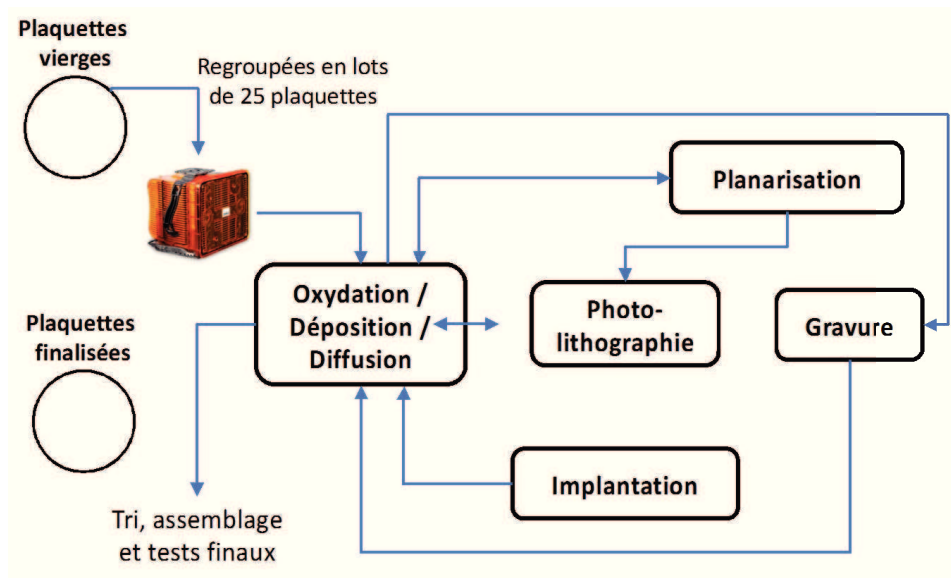 Plaquettes
vierges
Regroupées en lots
de 25 plaquettes
Planarisation
Oxydation /
Déposition /
Diffusion
Photo-
lithographie
Gravure
Plaquettes
finalisées
Implantation
Tri, assemblage
et tests finaux